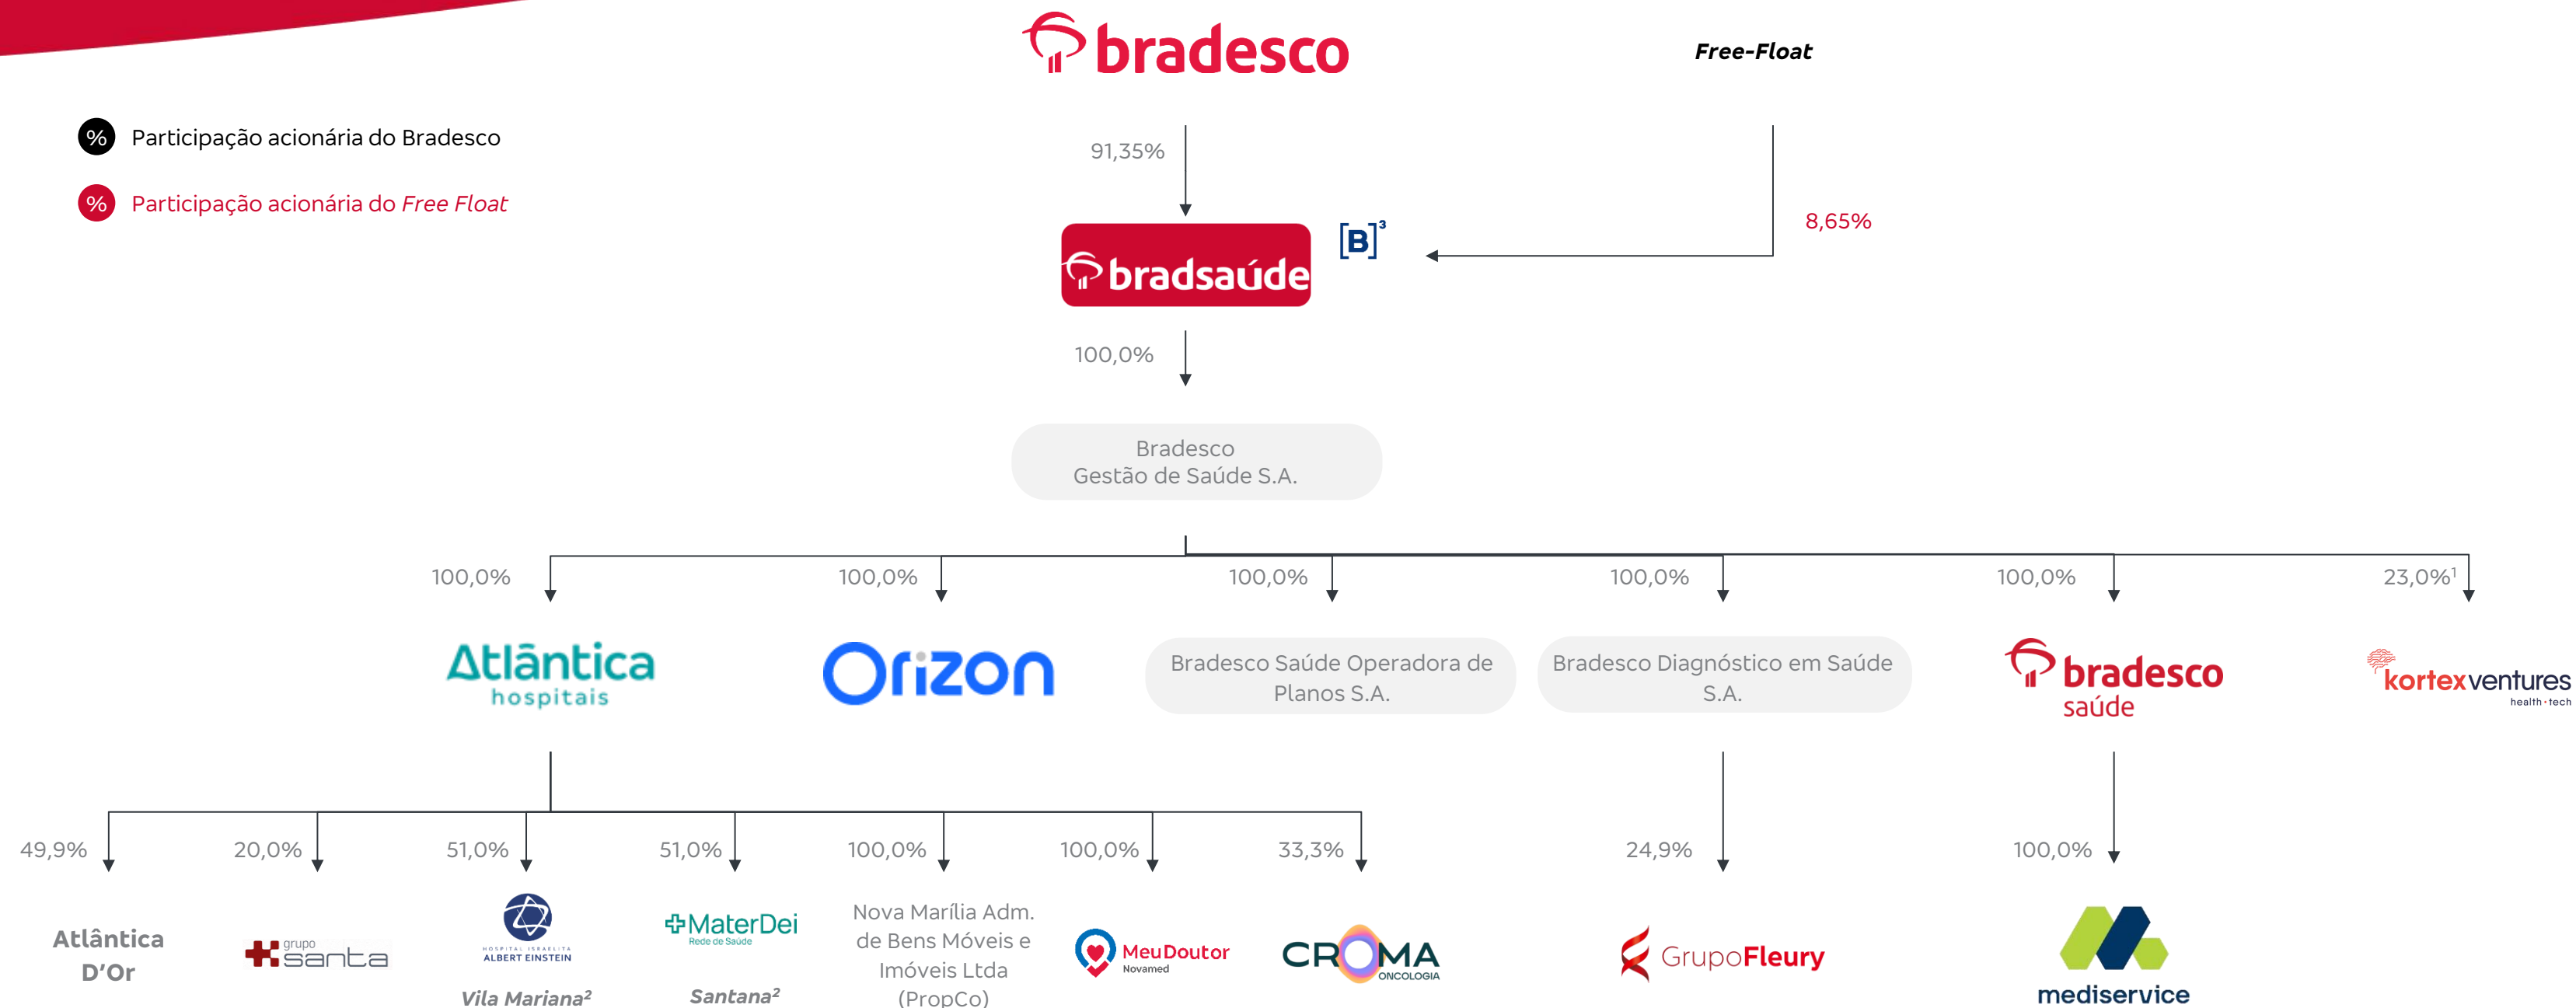 bradesco
Free-Float
% Participação acionária do Bradesco
91,35%
% Participação acionária do Free Float
8,65%
bradsaúde
[B]³
100,0%
Bradesco
Gestão de Saúde S.A.
100,0%
100,0%
100,0%
100,0%
100,0%
23,0%¹
Atlântica
hospitais
Orizon
Bradesco Saúde Operadora de
Planos S.A.
Bradesco Diagnóstico em Saúde
S.A.
bradesco
saúde
kortex ventures
health·tech
49,9%
20,0%
51,0%
51,0%
100,0%
100,0%
33,3%
24,9%
100,0%
Atlântica
D’Or
grupo
santa
HOSPITAL ISRAELITA
ALBERT EINSTEIN
Vila Mariana²
MaterDei
Rede de Saúde
Santana²
Nova Marília Adm.
de Bens Móveis e
Imóveis Ltda
(PropCo)
MeuDoutor
Novamed
CROMA
ONCOLOGIA
GrupoFleury
mediservice